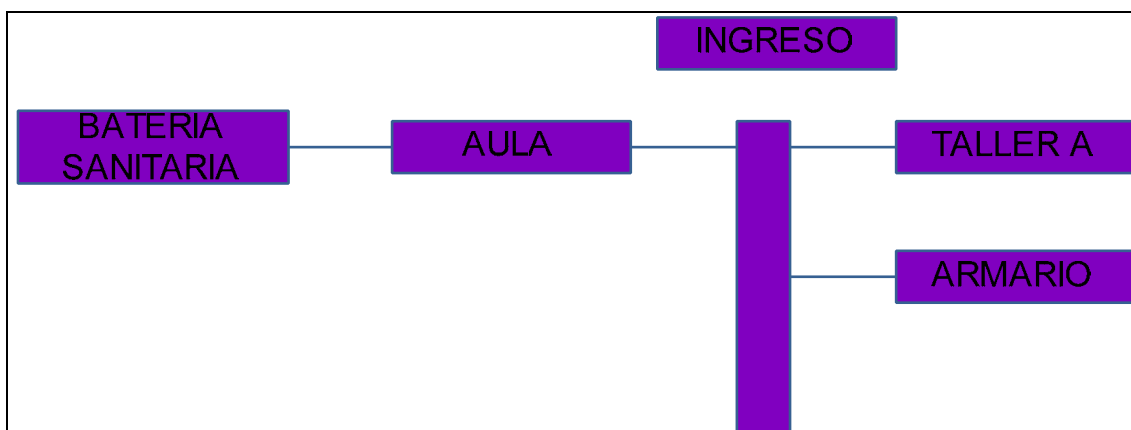 INGRESO
BATERIA
SANITARIA
AULA
TALLER A
ARMARIO